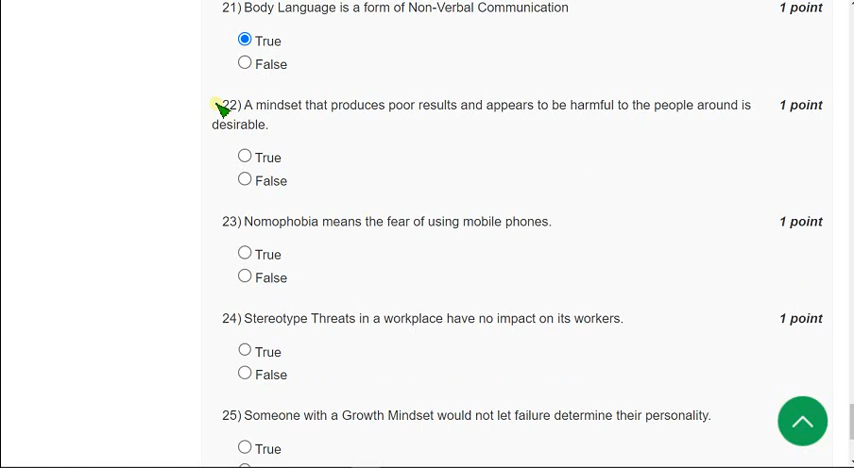 21) Body Language is a form of Non-Verbal Communication 1 point
True
False
22) A mindset that produces poor results and appears to be harmful to the people around is 1 point
desirable.
True
False
23) Nomophobia means the fear of using mobile phones. 1 point
True
False
24) Stereotype Threats in a workplace have no impact on its workers. 1 point
True
False
25) Someone with a Growth Mindset would not let failure determine their personality.
True